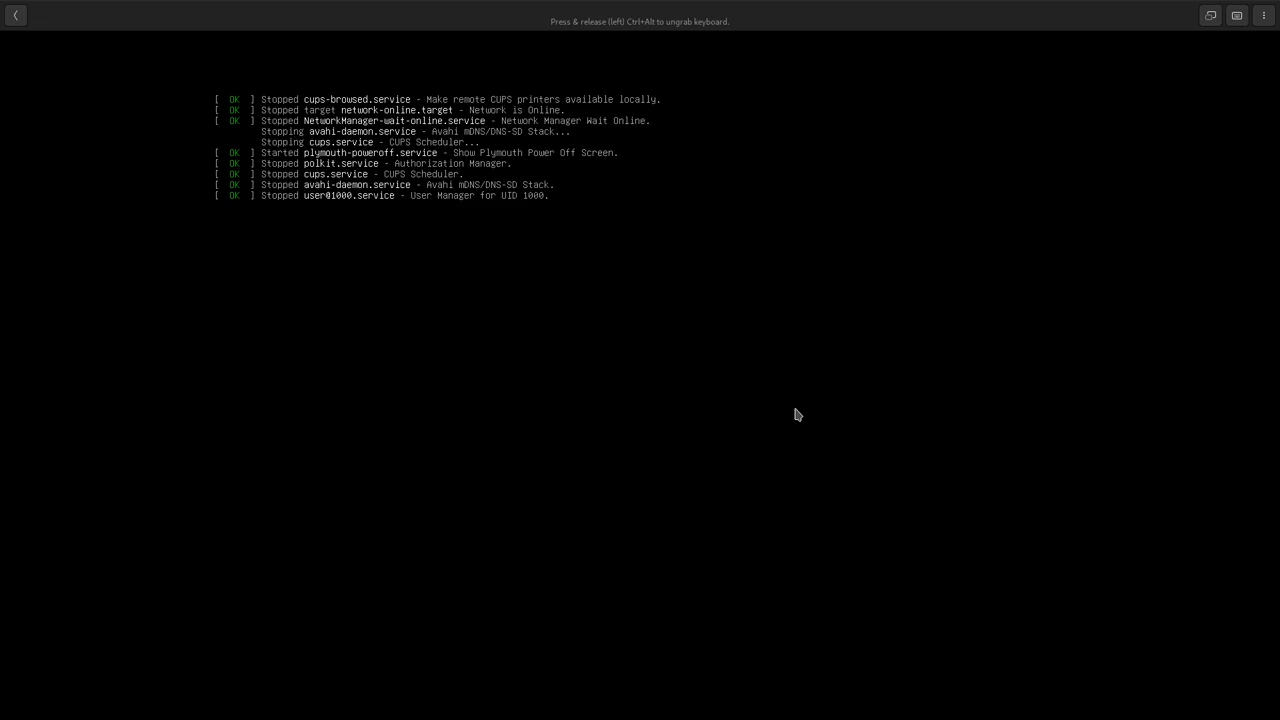 Press & release (left) Ctrl+Alt to ungrab keyboard.
[  OK  ] Stopped cups-browsed.service - Make remote CUPS printers available locally.
[  OK  ] Stopped target network-online.target - Network is Online.
[  OK  ] Stopped NetworkManager-wait-online.service - Network Manager Wait Online.
Stopping avahi-daemon.service - Avahi mDNS/DNS-SD Stack...
Stopping cups.service - CUPS Scheduler...
[  OK  ] Started plymouth-poweroff.service - Show Plymouth Power Off Screen.
[  OK  ] Stopped polkit.service - Authorization Manager.
[  OK  ] Stopped cups.service - CUPS Scheduler.
[  OK  ] Stopped avahi-daemon.service - Avahi mDNS/DNS-SD Stack.
[  OK  ] Stopped user@1000.service - User Manager for UID 1000.